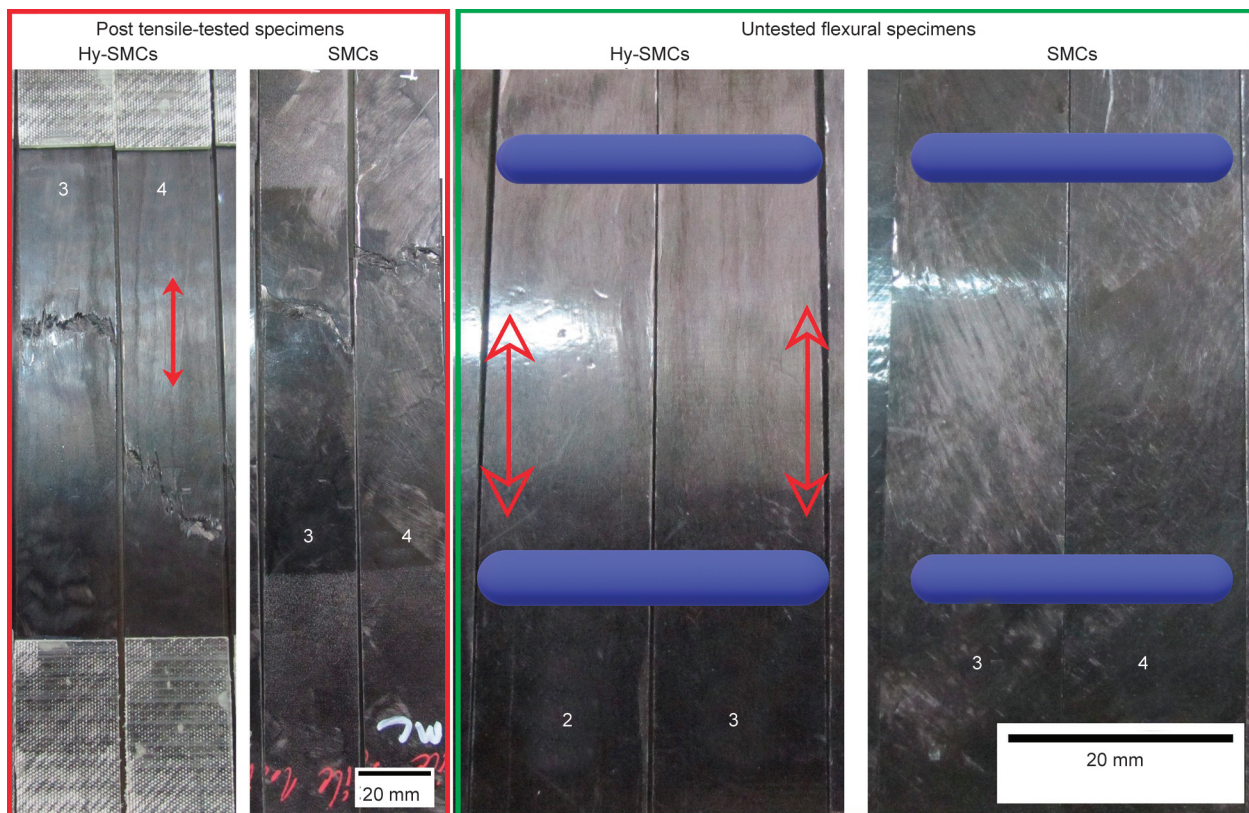 Post tensile-tested specimens
Hy-SMCs
SMCs
3
4
3
4
20 mm
Untested flexural specimens
Hy-SMCs
SMCs
2
3
3
4
20 mm